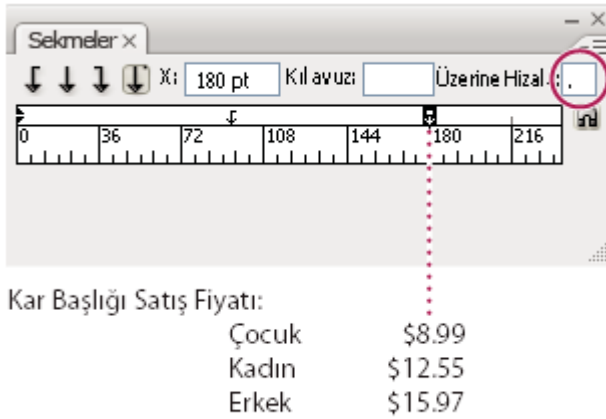 Sekmeler ×
X: 180 pt Kılavuz: Üzerine Hizal.: .
0 36 72 108 144 180 216
Kar Başlığı Satış Fiyatı:
Çocuk $8.99
Kadın $12.55
Erkek $15.97